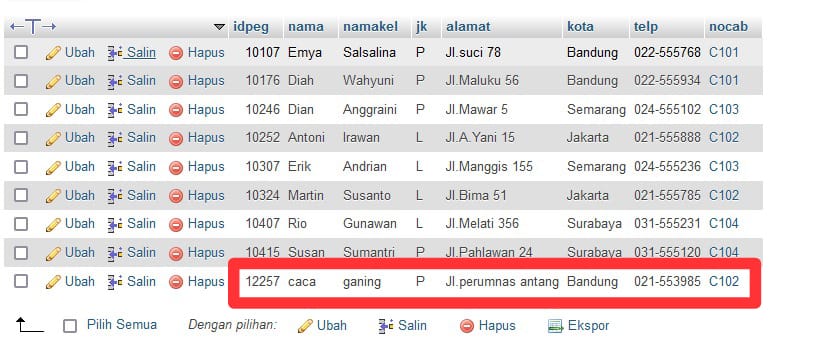 idpeg nama namakel jk alamat kota telp nocab
Ubah Salin Hapus 10107 Emya Salsalina P Jl.suci 78 Bandung 022-555768 C101
Ubah Salin Hapus 10176 Diah Wahyuni P Jl.Maluku 56 Bandung 022-555934 C101
Ubah Salin Hapus 10246 Dian Anggraini P Jl.Mawar 5 Semarang 024-555102 C103
Ubah Salin Hapus 10252 Antoni Irawan L Jl.A.Yani 15 Jakarta 021-555888 C102
Ubah Salin Hapus 10307 Erik Andrian L Jl.Manggis 155 Semarang 024-555236 C103
Ubah Salin Hapus 10324 Martin Susanto L Jl.Bima 51 Jakarta 021-555785 C102
Ubah Salin Hapus 10407 Rio Gunawan L Jl.Melati 356 Surabaya 031-555231 C104
Ubah Salin Hapus 10415 Susan Sumantri P Jl.Pahlawan 24 Surabaya 031-555120 C104
Ubah Salin Hapus 12257 caca ganing P Jl.perumnas antang Bandung 021-553985 C102
Pilih Semua Dengan pilihan: Ubah Salin Hapus Ekspor